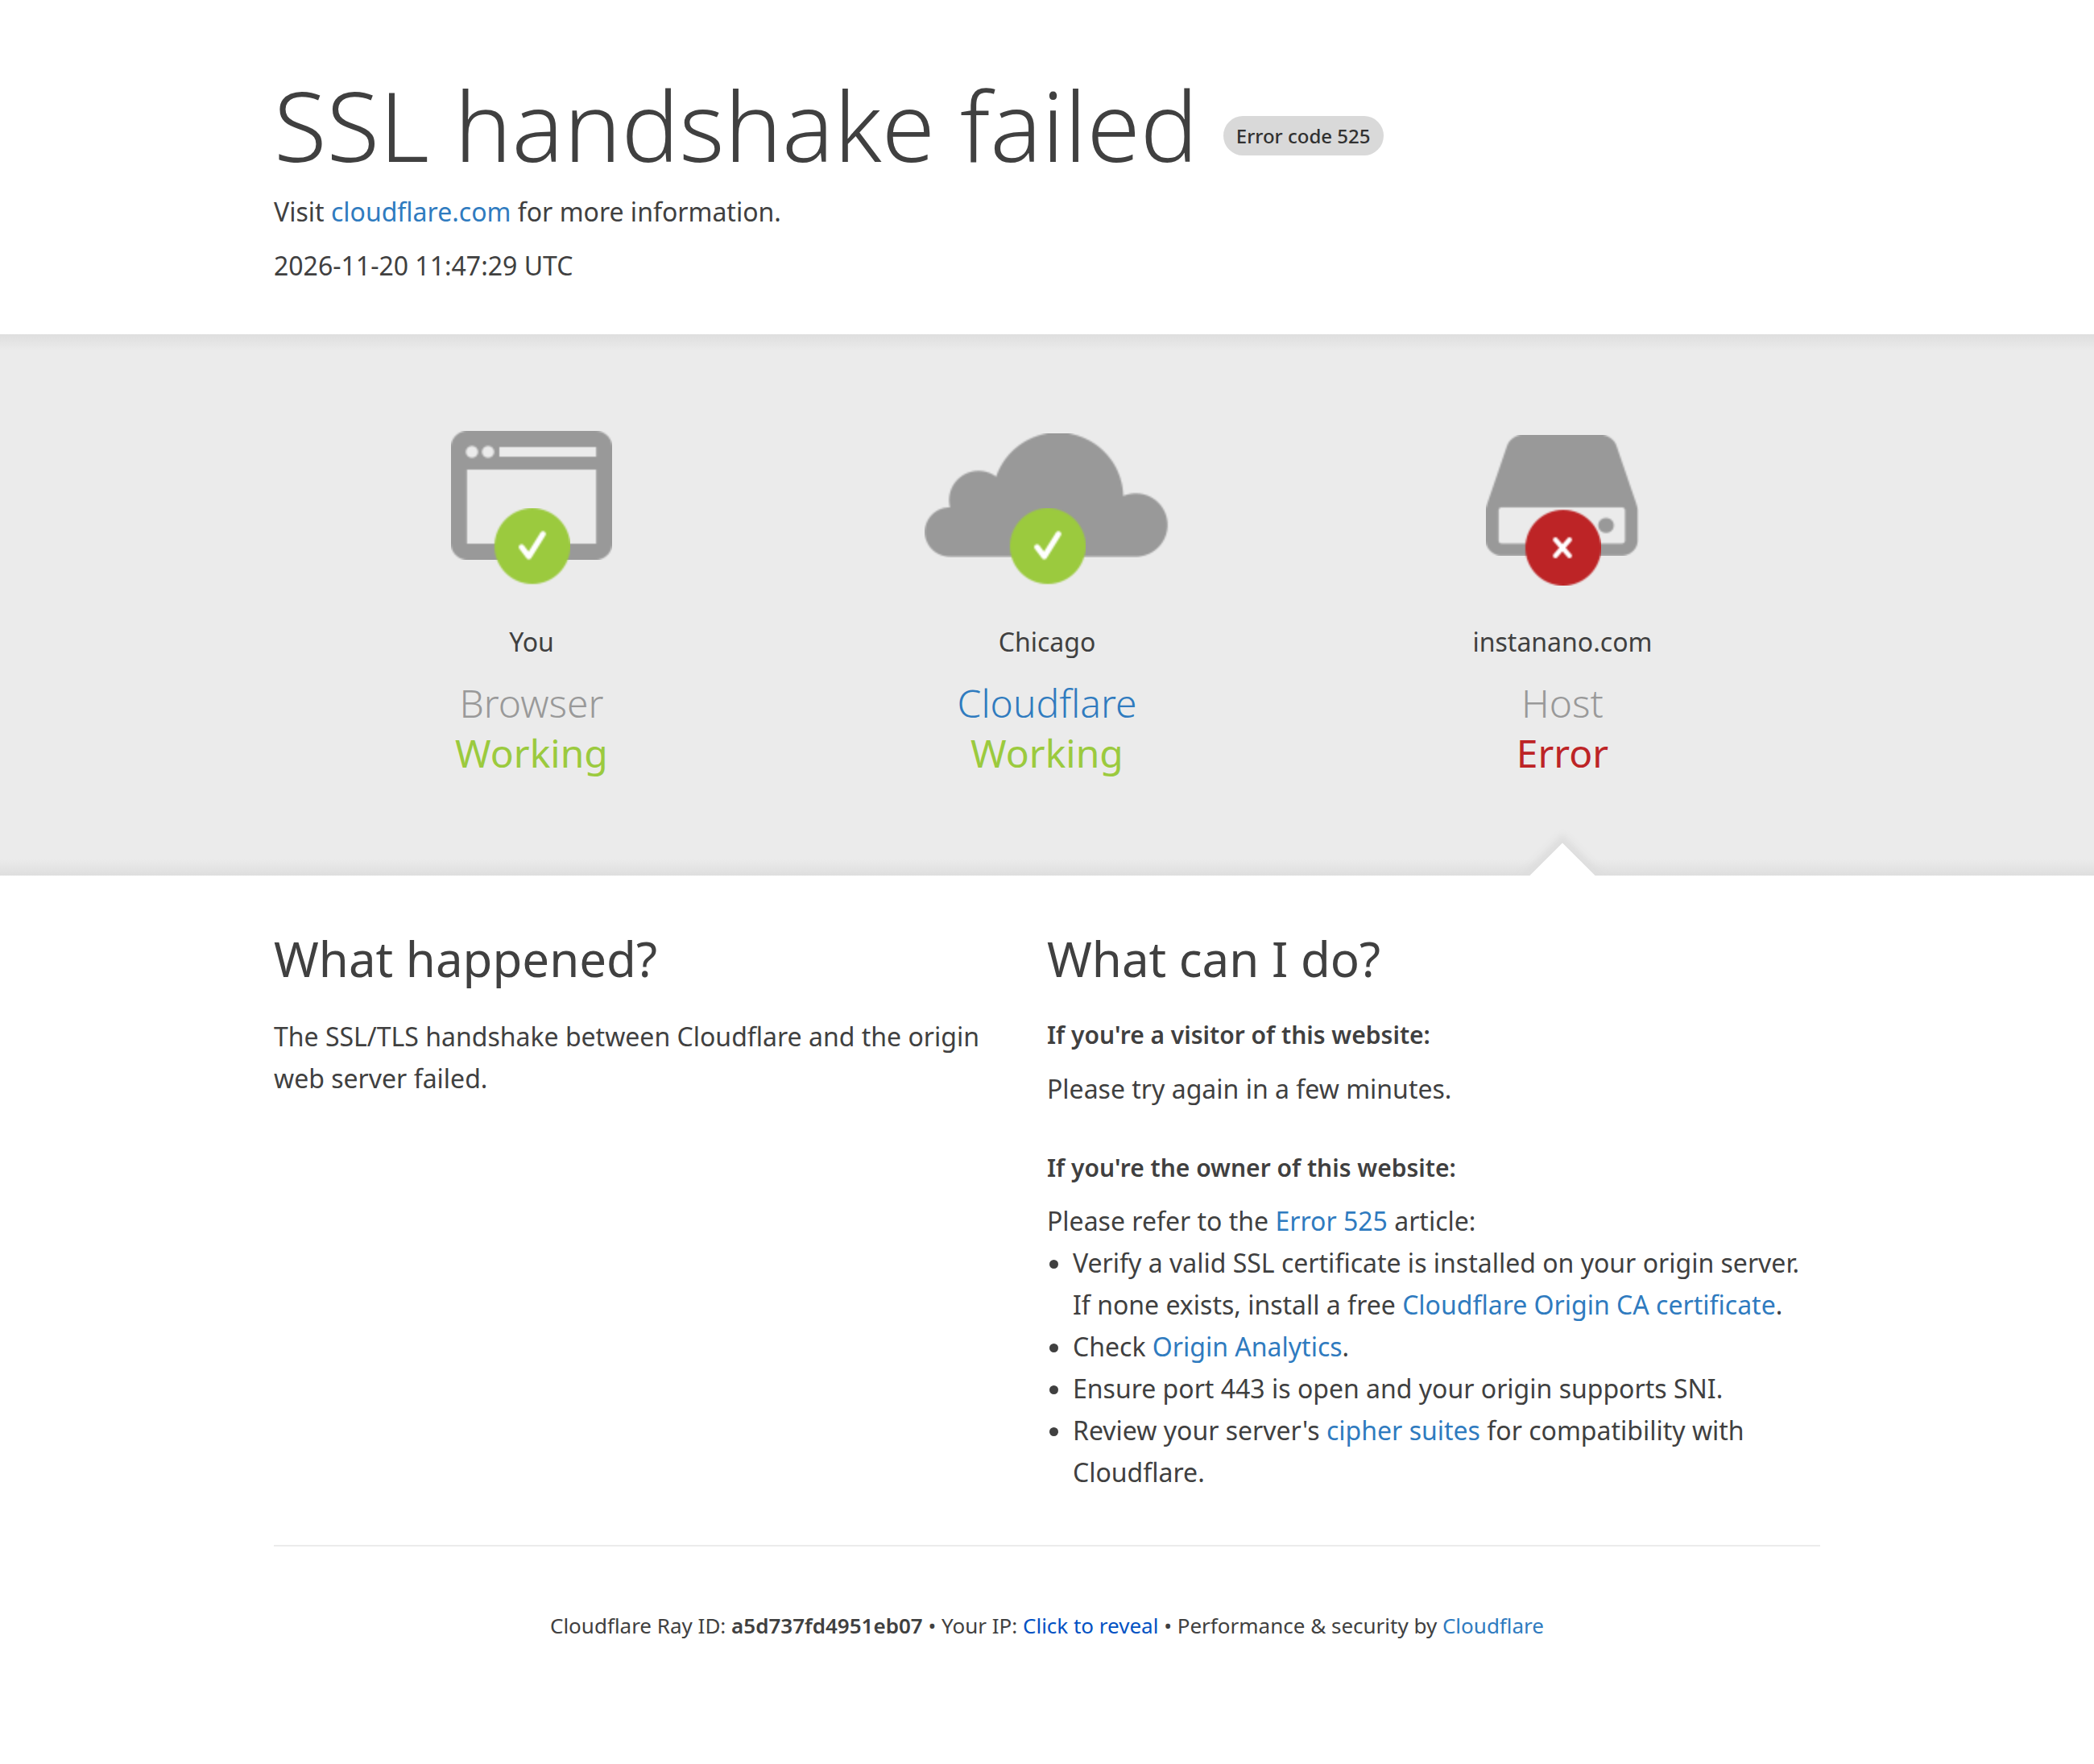 SSL handshake failed Error code 525
Visit cloudflare.com for more information.
2026-11-20 11:47:29 UTC
You
Browser
Working
Chicago
Cloudflare
Working
instanano.com
Host
Error
What happened?
The SSL/TLS handshake between Cloudflare and the origin
web server failed.
What can I do?
If you're a visitor of this website:
Please try again in a few minutes.
If you're the owner of this website:
Please refer to the Error 525 article:
• Verify a valid SSL certificate is installed on your origin server.
If none exists, install a free Cloudflare Origin CA certificate.
• Check Origin Analytics.
• Ensure port 443 is open and your origin supports SNI.
• Review your server's cipher suites for compatibility with
Cloudflare.
Cloudflare Ray ID: a5d737fd4951eb07 • Your IP: Click to reveal • Performance & security by Cloudflare